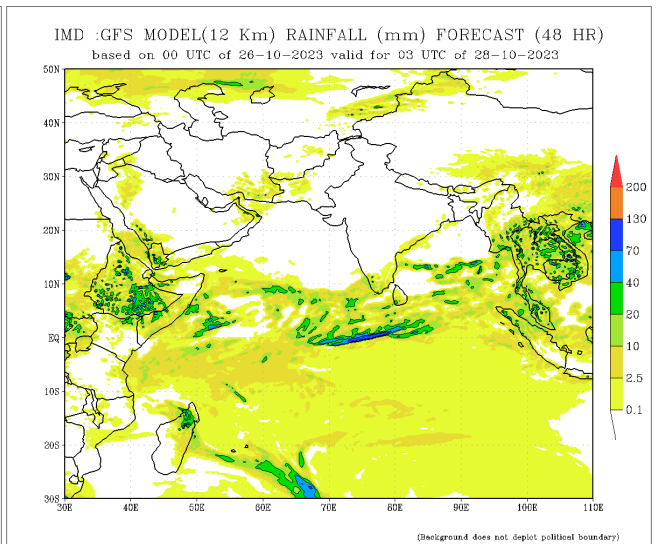 IMD :GFS MODEL(12 Km) RAINFALL (mm) FORECAST (48 HR)
based on 00 UTC of 26-10-2023 valid for 03 UTC of 28-10-2023
50N
40N
30N
20N
10N
EQ
10S
20S
30S
30E 40E 50E 60E 70E 80E 90E 100E 110E
200
130
70
40
20
10
2.5
0.1
(Background does not depict political boundary)